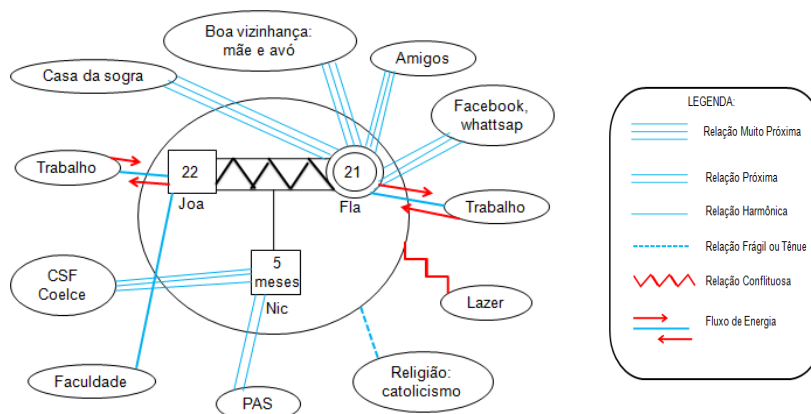 Boa vizinhança:
mãe e avó
Amigos
Casa da sogra
Facebook,
whattsap
Trabalho
22
21
Joa
Fla
Trabalho
CSF
Coelce
5
meses
Nic
Lazer
Faculdade
PAS
Religião:
catolicismo
LEGENDA:
Relação Muito Próxima
Relação Próxima
Relação Harmônica
Relação Frágil ou Tênue
Relação Conflituosa
Fluxo de Energia